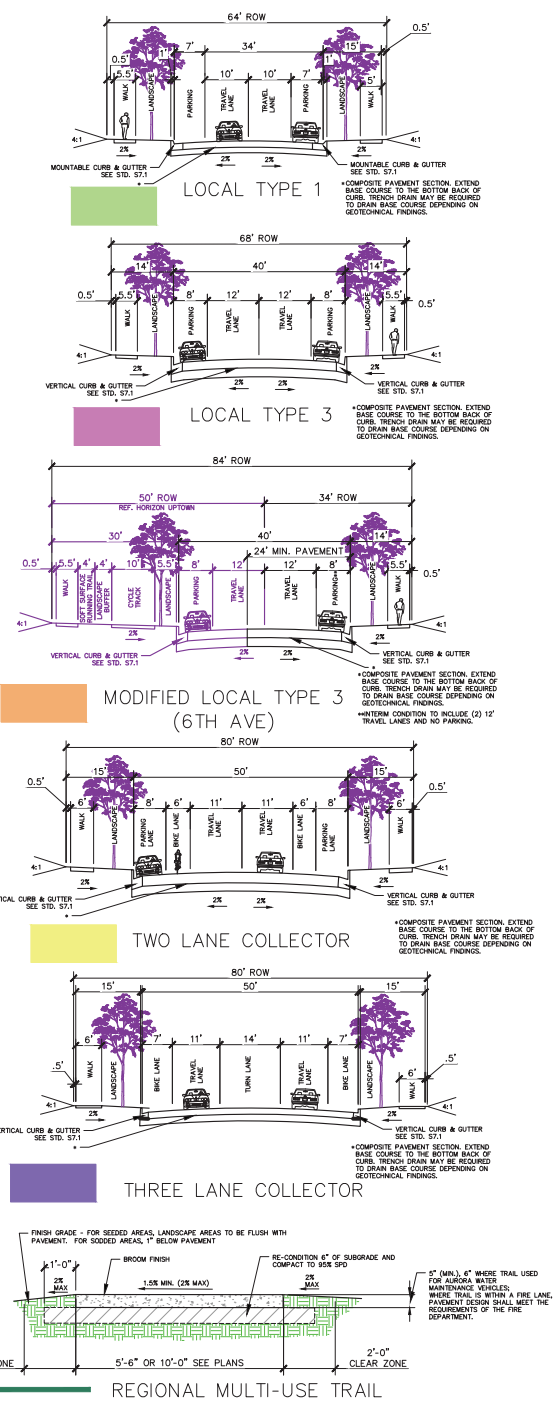 64' ROW
0.5'
7'
34'
15'
0.5'
1'
1'
5.5'
10'
10'
7'
5'
WALK
LANDSCAPE
PARKING
TRAVEL
LANE
TRAVEL
LANE
PARKING
LANDSCAPE
WALK
4:1
2%
2%
2%
2%
4:1
MOUNTABLE CURB & GUTTER
SEE STD. S7.1
*
MOUNTABLE CURB & GUTTER
SEE STD. S7.1
LOCAL TYPE 1
*COMPOSITE PAVEMENT SECTION. EXTEND
BASE COURSE TO THE BOTTOM BACK OF
CURB. TRENCH DRAIN MAY BE REQUIRED
TO DRAIN BASE COURSE DEPENDING ON
GEOTECHNICAL FINDINGS.
68' ROW
14'
40'
14'
0.5'
5.5'
8'
12'
12'
8'
5.5'
0.5'
WALK
LANDSCAPE
PARKING
TRAVEL
LANE
TRAVEL
LANE
PARKING
LANDSCAPE
WALK
4:1
2%
2%
4:1
VERTICAL CURB & GUTTER
SEE STD. S7.1
*
2%
2%
VERTICAL CURB & GUTTER
SEE STD. S7.1
LOCAL TYPE 3
*COMPOSITE PAVEMENT SECTION. EXTEND
BASE COURSE TO THE BOTTOM BACK OF
CURB. TRENCH DRAIN MAY BE REQUIRED
TO DRAIN BASE COURSE DEPENDING ON
GEOTECHNICAL FINDINGS.
84' ROW
50' ROW
REF. HORIZON UPTOWN
34' ROW
30'
40'
14'
24' MIN. PAVEMENT
0.5'
5.5'
4'
4'
10'
5.5'
8'
12'
12'
8'
5.5'
0.5'
WALK
SOFT SURFACE
RUNNING TRAIL
LANDSCAPE
BUFFER
CYCLE
TRACK
LANDSCAPE
PARKING
TRAVEL
LANE
TRAVEL
LANE
PARKING**
LANDSCAPE
WALK
4:1
2%
2%
4:1
VERTICAL CURB & GUTTER
SEE STD. S7.1
2%
2%
*
VERTICAL CURB & GUTTER
SEE STD. S7.1
MODIFIED LOCAL TYPE 3
(6TH AVE)
*COMPOSITE PAVEMENT SECTION. EXTEND
BASE COURSE TO THE BOTTOM BACK OF
CURB. TRENCH DRAIN MAY BE REQUIRED
TO DRAIN BASE COURSE DEPENDING ON
GEOTECHNICAL FINDINGS.
**INTERIM CONDITION TO INCLUDE (2) 12'
TRAVEL LANES AND NO PARKING.
80' ROW
15'
50'
15'
0.5'
6'
8'
6'
11'
11'
6'
8'
6'
0.5'
WALK
LANDSCAPE
PARKING
LANE
BIKE LANE
TRAVEL
LANE
TRAVEL
LANE
BIKE LANE
PARKING
LANE
LANDSCAPE
WALK
4:1
2%
2%
4:1
TICAL CURB & GUTTER
SEE STD. S7.1
*
2%
2%
VERTICAL CURB & GUTTER
SEE STD. S7.1
TWO LANE COLLECTOR
*COMPOSITE PAVEMENT SECTION. EXTEND
BASE COURSE TO THE BOTTOM BACK OF
CURB. TRENCH DRAIN MAY BE REQUIRED
TO DRAIN BASE COURSE DEPENDING ON
GEOTECHNICAL FINDINGS.
80' ROW
15'
50'
15'
6'
7'
11'
14'
11'
7'
6'
.5'
.5'
WALK
LANDSCAPE
BIKE LANE
TRAVEL
LANE
TURN LANE
TRAVEL
LANE
BIKE LANE
LANDSCAPE
WALK
4:1
2%
2%
4:1
ERTICAL CURB & GUTTER
SEE STD. S7.1
*
VERTICAL CURB & GUTTER
SEE STD. S7.1
THREE LANE COLLECTOR
*COMPOSITE PAVEMENT SECTION. EXTEND
BASE COURSE TO THE BOTTOM BACK OF
CURB. TRENCH DRAIN MAY BE REQUIRED
TO DRAIN BASE COURSE DEPENDING ON
GEOTECHNICAL FINDINGS.
FINISH GRADE - FOR SEEDED AREAS, LANDSCAPE AREAS TO BE FLUSH WITH
PAVEMENT. FOR SODDED AREAS, 1" BELOW PAVEMENT
1'-0"
BROOM FINISH
RE-CONDITION 6" OF SUBGRADE AND
COMPACT TO 95% SPD
2%
MAX
1.5% MIN. (2% MAX)
2%
MAX
5" (MIN.), 6" WHERE TRAIL USED
FOR AURORA WATER
MAINTENANCE VEHICLES;
WHERE TRAIL IS WITHIN A FIRE LANE,
PAVEMENT DESIGN SHALL MEET THE
REQUIREMENTS OF THE FIRE
DEPARTMENT.
ONE
5'-6" OR 10'-0" SEE PLANS
2'-0"
CLEAR ZONE
REGIONAL MULTI-USE TRAIL